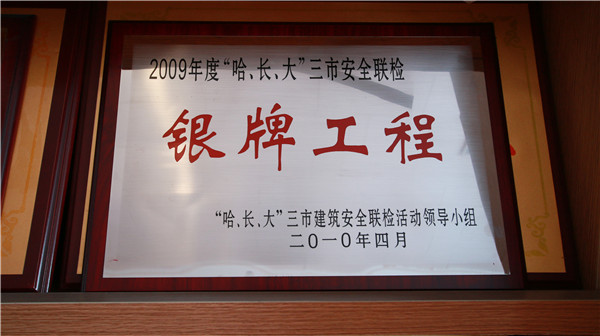 2009年度“哈、长、大”三市安全联检
银牌工程
“哈、长、大”三市建筑安全联检活动领导小组
二〇一〇年四月